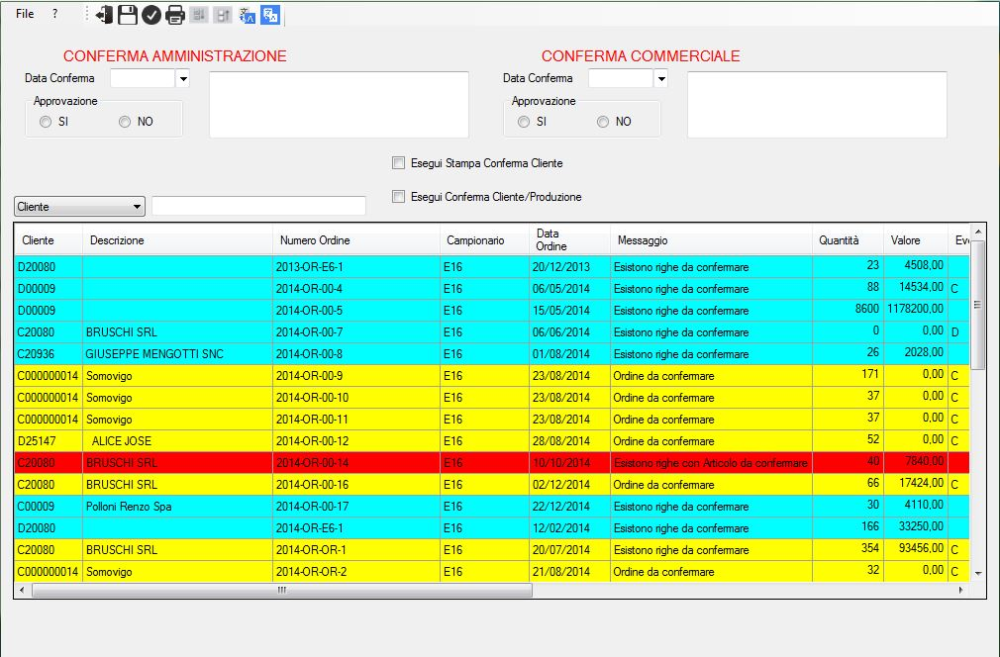 File ?
CONFERMA AMMINISTRAZIONE CONFERMA COMMERCIALE
Data Conferma Data Conferma
Approvazione Approvazione
SI NO SI NO
Esegui Stampa Conferma Cliente
Esegui Conferma Cliente/Produzione
Cliente
Cliente Descrizione Numero Ordine Campionario Data Ordine Messaggio Quantità Valore Ev
D20080 2013-OR-E6-1 E16 20/12/2013 Esistono righe da confermare 23 4508,00
D00009 2014-OR-00-4 E16 06/05/2014 Esistono righe da confermare 88 14534,00 C
D00009 2014-OR-00-5 E16 15/05/2014 Esistono righe da confermare 8600 1178200,00
C20080 BRUSCHI SRL 2014-OR-00-7 E16 06/06/2014 Esistono righe da confermare 0 0,00 D
C20936 GIUSEPPE MENGOTTI SNC 2014-OR-00-8 E16 01/08/2014 Esistono righe da confermare 26 2028,00
C000000014 Somovigo 2014-OR-00-9 E16 23/08/2014 Ordine da confermare 171 0,00 C
C000000014 Somovigo 2014-OR-00-10 E16 23/08/2014 Ordine da confermare 37 0,00 C
C000000014 Somovigo 2014-OR-00-11 E16 23/08/2014 Ordine da confermare 37 0,00 C
D25147 ALICE JOSE 2014-OR-00-12 E16 28/08/2014 Ordine da confermare 52 0,00 C
C20080 BRUSCHI SRL 2014-OR-00-14 E16 10/10/2014 Esistono righe con Articolo da confermare 40 7840,00
C20080 BRUSCHI SRL 2014-OR-00-16 E16 02/12/2014 Ordine da confermare 66 17424,00 C
C00009 Polloni Renzo Spa 2014-OR-00-17 E16 22/12/2014 Esistono righe da confermare 30 4110,00
D20080 2014-OR-E6-1 E16 12/02/2014 Esistono righe da confermare 166 33250,00
C20080 BRUSCHI SRL 2014-OR-OR-1 E16 20/07/2014 Esistono righe da confermare 354 93456,00 C
C000000014 Somovigo 2014-OR-OR-2 E16 21/08/2014 Ordine da confermare 32 0,00 C